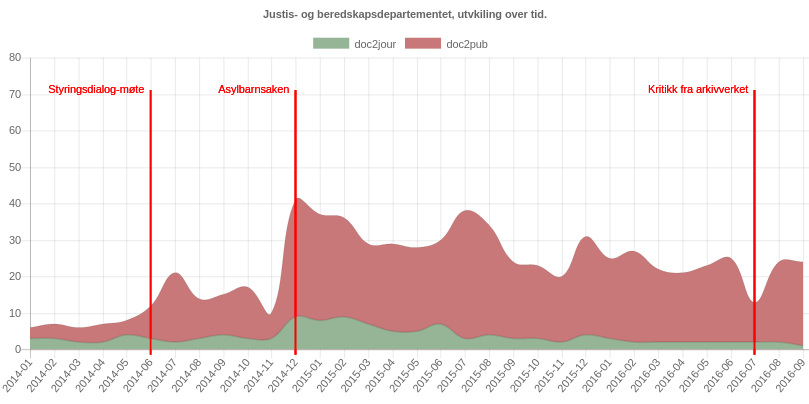 Justis- og beredskapsdepartementet, utvkiling over tid.
doc2jour doc2pub
80
70
60
50
40
30
20
10
0
Styringsdialog-møte Asylbarnsaken Kritikk fra arkivverket
2014-01 2014-02 2014-03 2014-04 2014-05 2014-06 2014-07 2014-08 2014-09 2014-10 2014-11 2014-12 2015-01 2015-02 2015-03 2015-04 2015-05 2015-06 2015-07 2015-08 2015-09 2015-10 2015-11 2015-12 2016-01 2016-02 2016-03 2016-04 2016-05 2016-06 2016-07 2016-08 2016-09